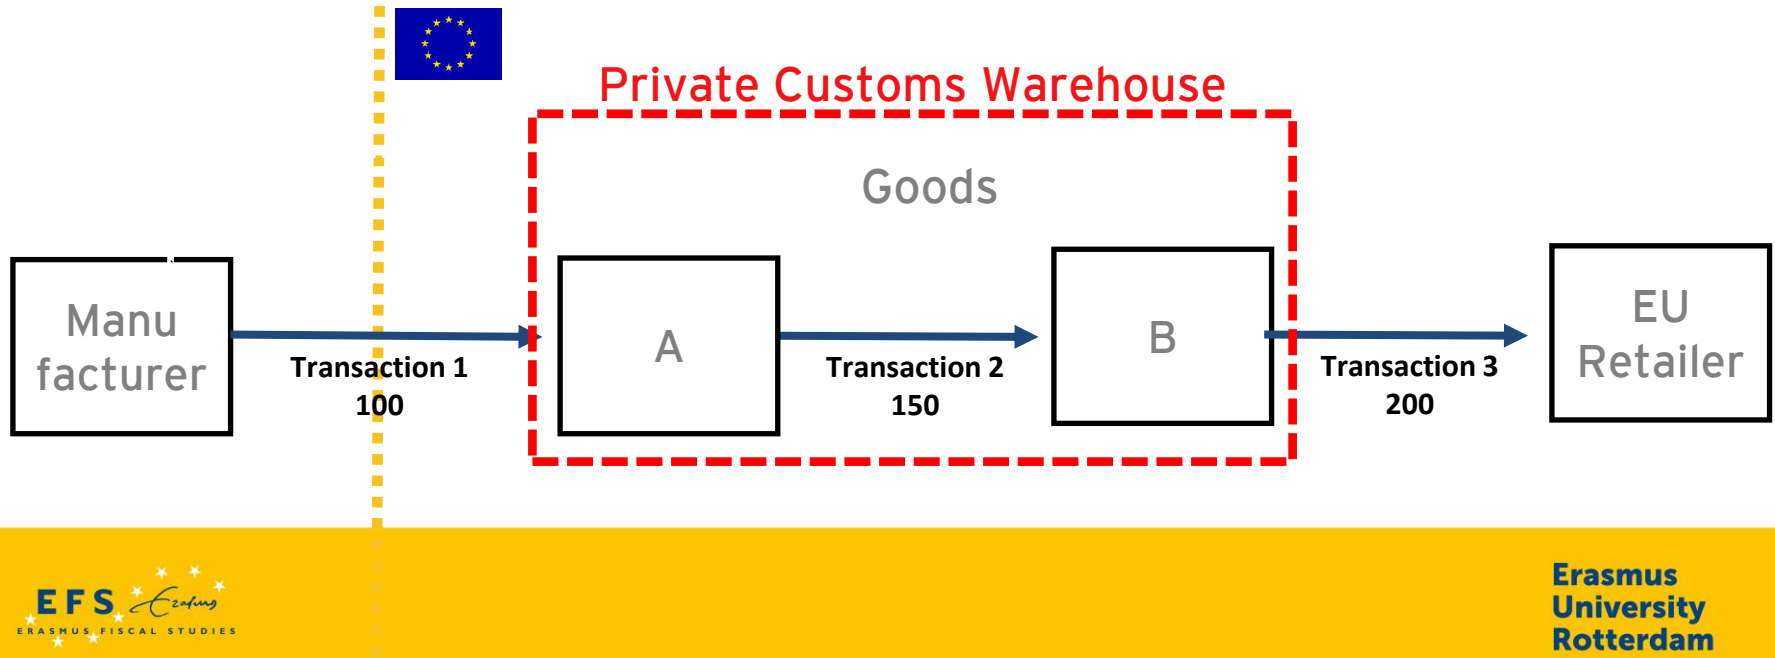 Private Customs Warehouse
Goods
Manu
facturer
Transaction 1
100
A
Transaction 2
150
B
Transaction 3
200
EU
Retailer
EFS Erasmus
ERASMUS FISCAL STUDIES
Erasmus
University
Rotterdam